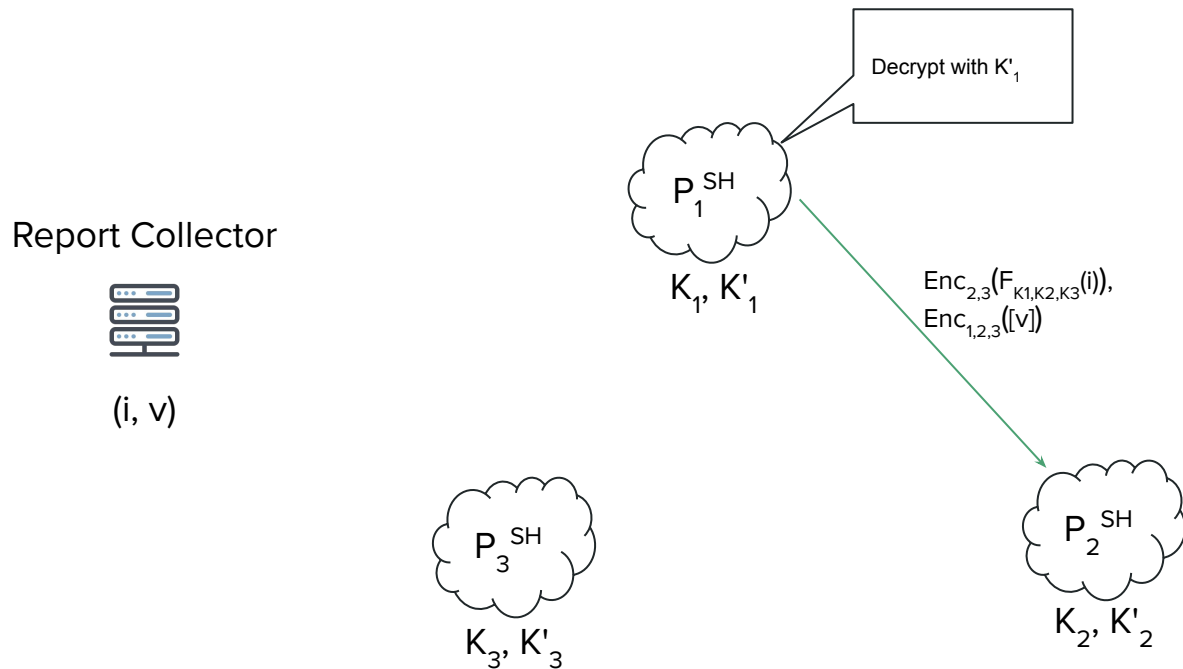 Decrypt with K'₁
P₁ˢᴴ
Report Collector
K₁, K'₁
Enc₂,₃(F_K1,K2,K3(i)),
Enc₁,₂,₃([v])
(i, v)
P₃ˢᴴ
P₂ˢᴴ
K₃, K'₃
K₂, K'₂